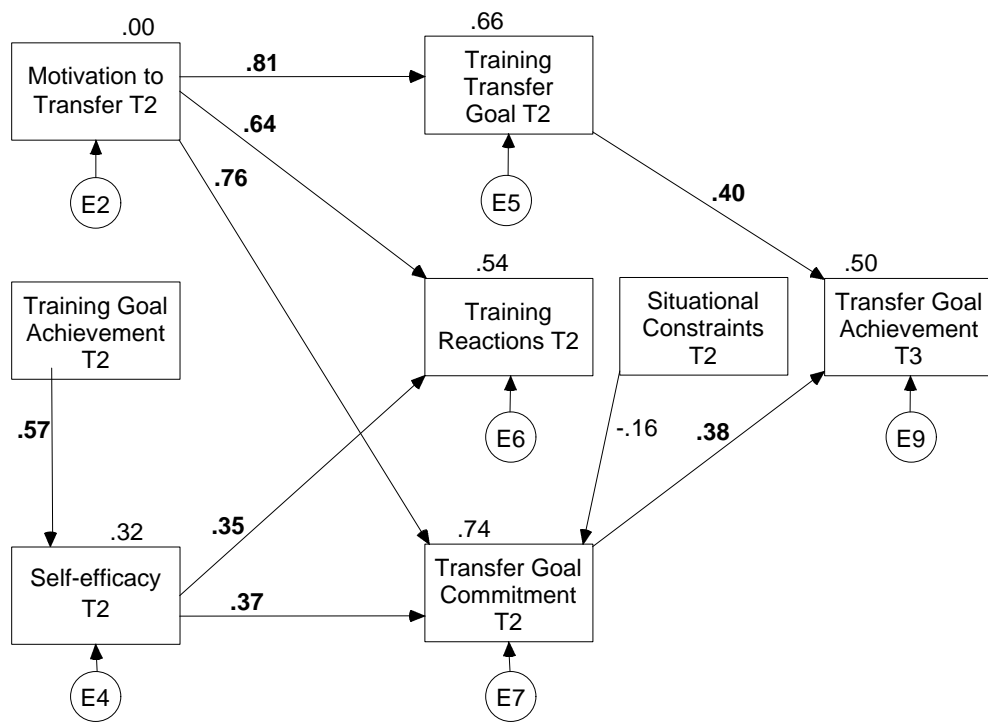 .00
Motivation to
Transfer T2
E2
.81
.64
.76
.66
Training
Transfer
Goal T2
E5
.40
Training Goal
Achievement
T2
.57
.54
Training
Reactions T2
E6
Situational
Constraints
T2
-.16
.50
Transfer Goal
Achievement
T3
E9
.38
.32
Self-efficacy
T2
E4
.35
.37
.74
Transfer Goal
Commitment
T2
E7